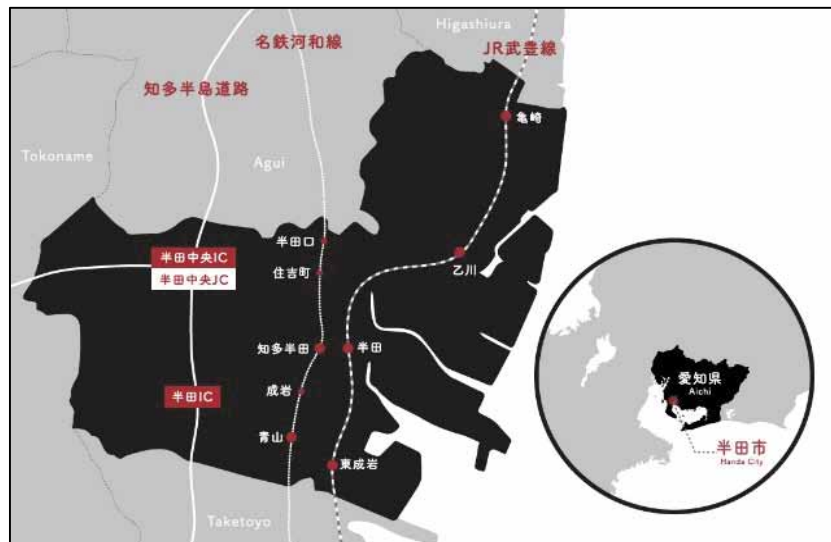 Higashiura
名鉄河和線
JR武豊線
知多半島道路
亀崎
Tokoname
Agui
半田口
半田中央IC
住吉町
半田中央JC
乙川
知多半田
半田
愛知県
Aichi
成岩
半田IC
青山
半田市
Handa City
東成岩
Taketoyo